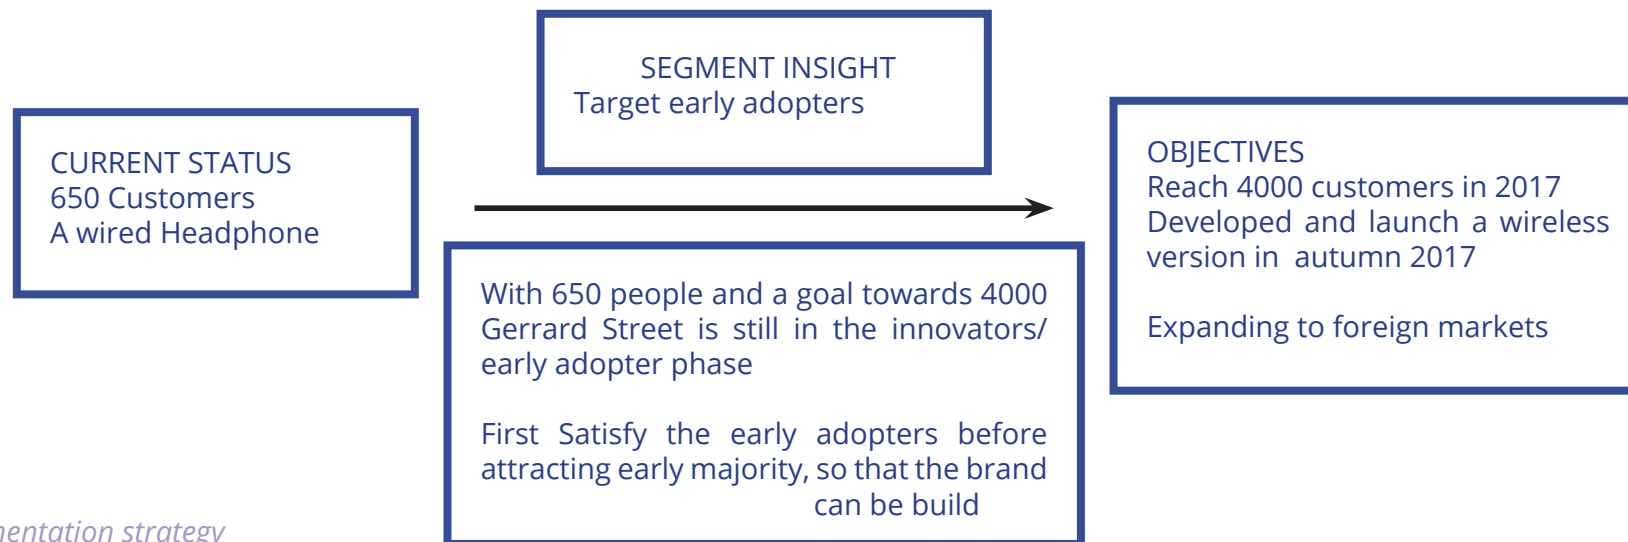 CURRENT STATUS
650 Customers
A wired Headphone
SEGMENT INSIGHT
Target early adopters
With 650 people and a goal towards 4000
Gerrard Street is still in the innovators/
early adopter phase
First Satisfy the early adopters before
attracting early majority, so that the brand
can be build
OBJECTIVES
Reach 4000 customers in 2017
Developed and launch a wireless
version in autumn 2017
Expanding to foreign markets
strategy